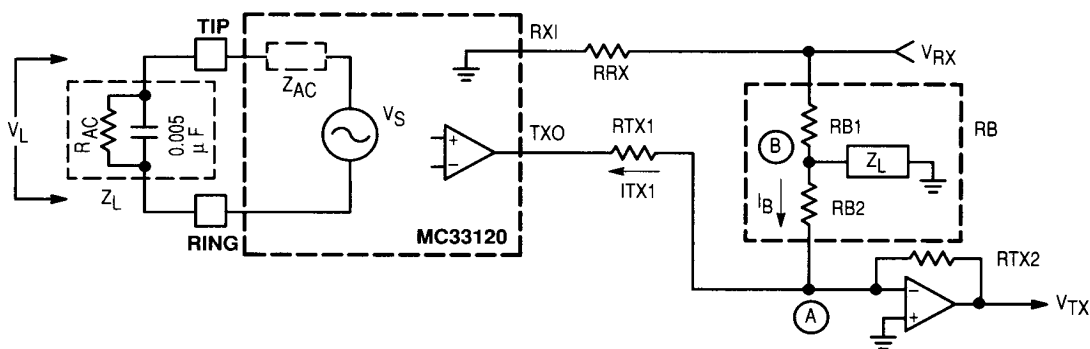 TIP
RXI
RRX
VRX
ZAC
VS
VL
RAC
0.005
μF
ZL
RB1
RB
B
ZL
TXO
RTX1
ITX1
IB
RB2
+
−
RING
MC33120
RTX2
A
−
+
VTX